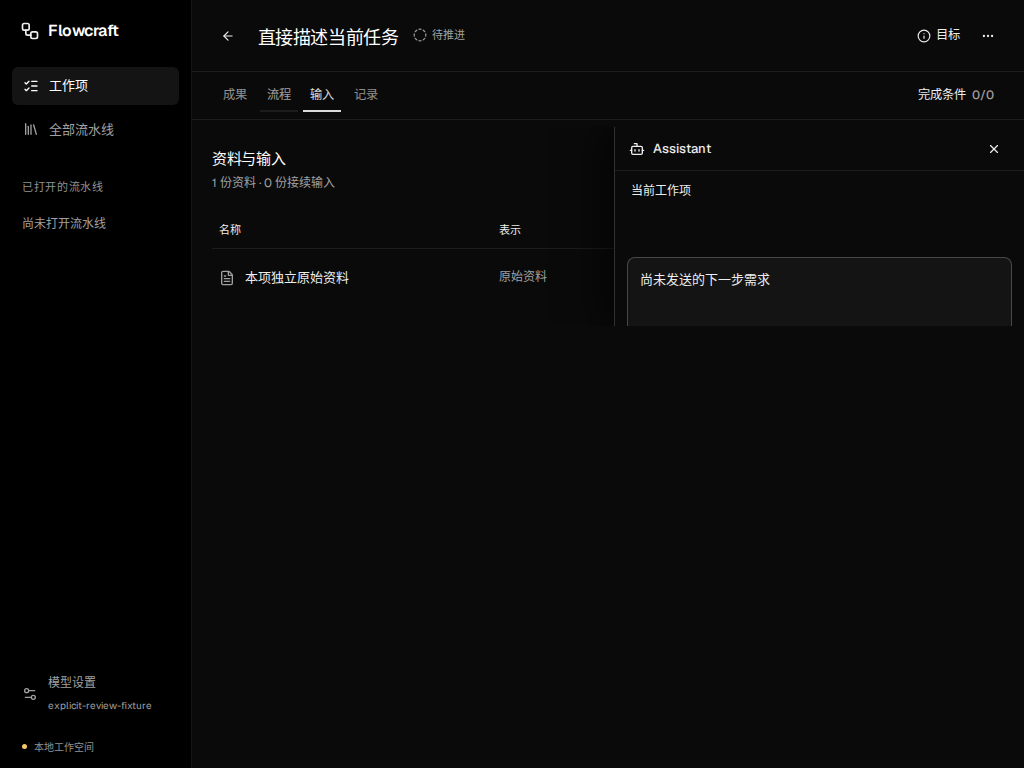 Flowcraft
工作项
全部流水线
已打开的流水线
尚未打开流水线
模型设置
explicit-review-fixture
本地工作空间
直接描述当前任务
待推进
目标
成果
流程
输入
记录
完成条件 0/0
资料与输入
1 份资料 · 0 份接续输入
名称
表示
本项独立原始资料
原始资料
Assistant
当前工作项
尚未发送的下一步需求